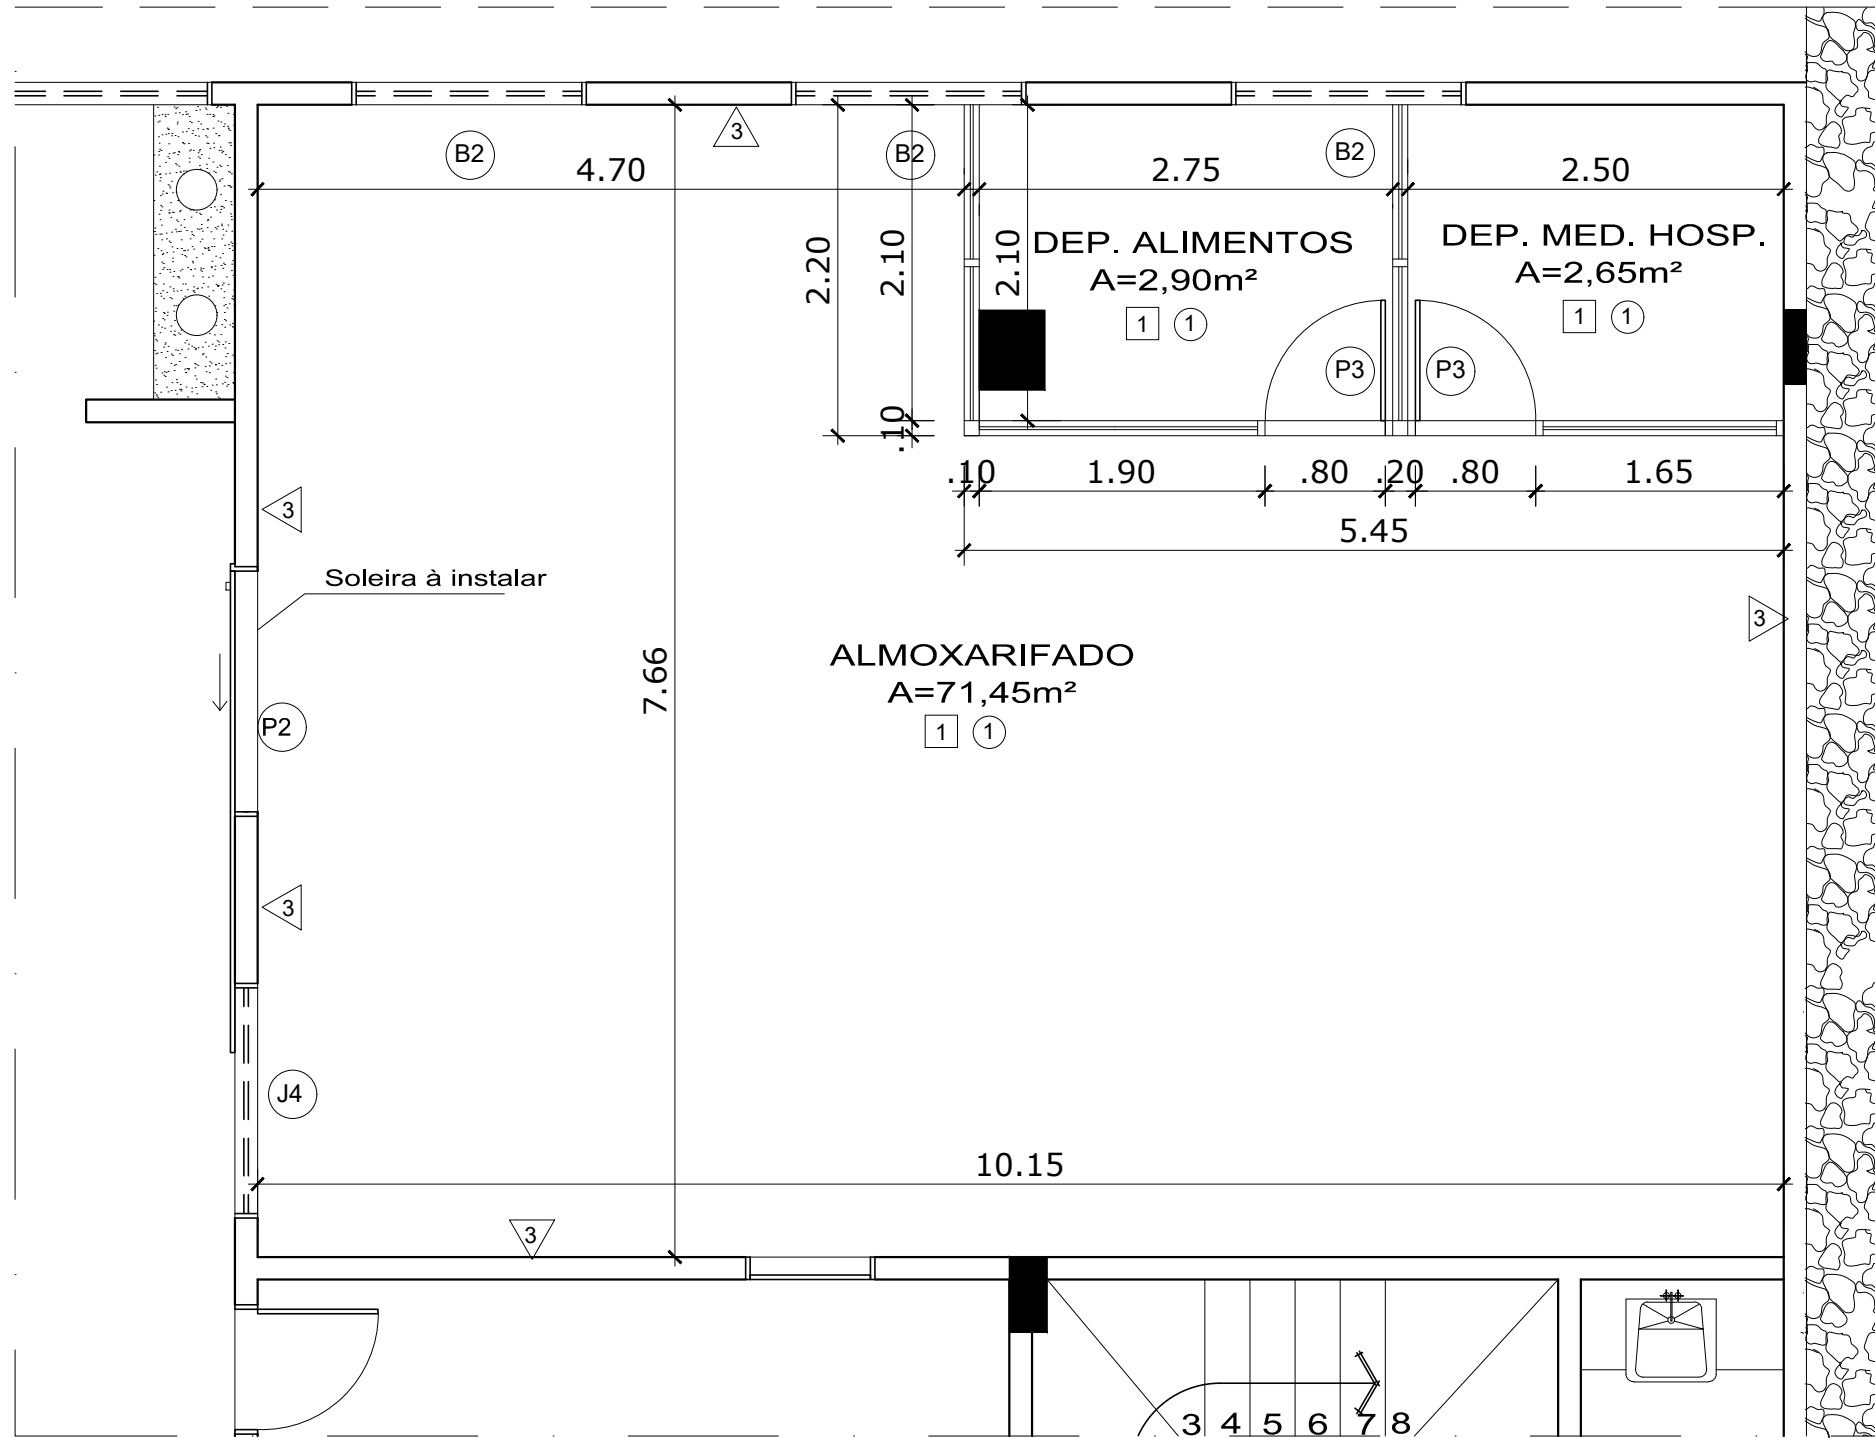 3
B2
B2
B2
4.70
2.75
2.50
2.20
2.10
2.10
DEP. ALIMENTOS
A=2,90m²
1 1
DEP. MED. HOSP.
A=2,65m²
1 1
P3
P3
.10
.10
1.90
.80
.20
.80
1.65
5.45
3
Soleira à instalar
3
7.66
ALMOXARIFADO
A=71,45m²
1 1
P2
3
J4
10.15
3
3 4 5 6 7 8